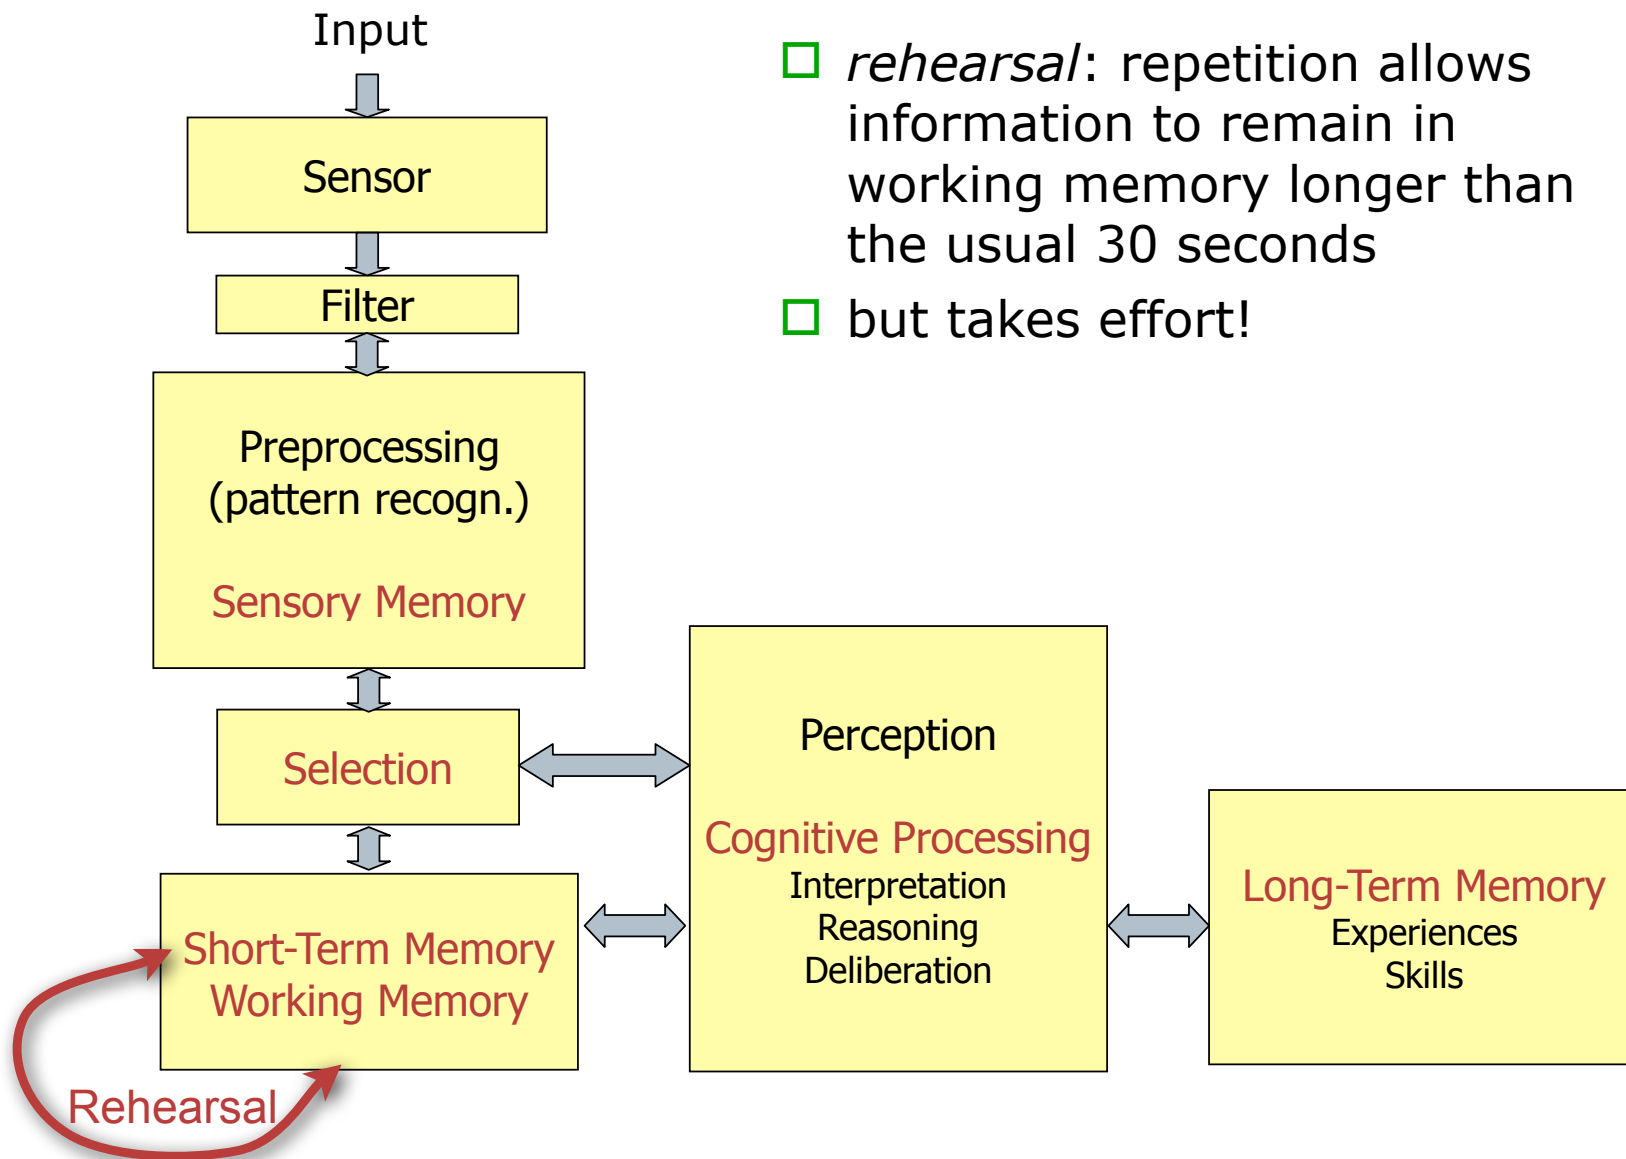 Input
rehearsal: repetition allows
information to remain in
working memory longer than
the usual 30 seconds
but takes effort!
Sensor
Filter
Preprocessing
(pattern recogn.)
Sensory Memory
Selection
Perception
Cognitive Processing
Interpretation
Reasoning
Deliberation
Long-Term Memory
Experiences
Skills
Short-Term Memory
Working Memory
Rehearsal